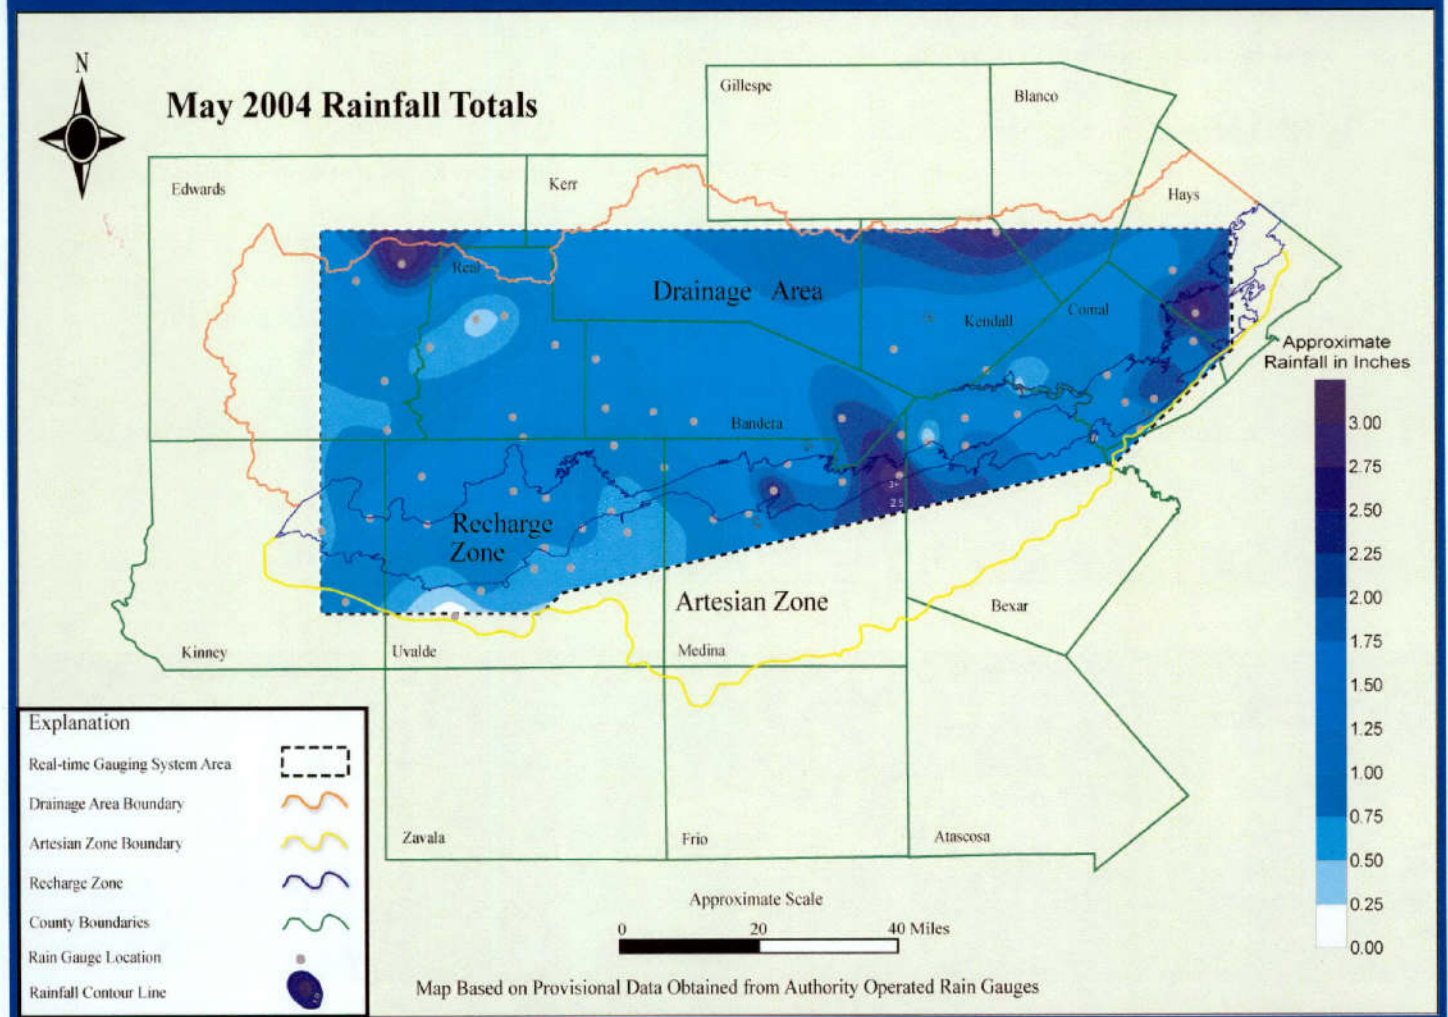 N
May 2004 Rainfall Totals
Gillespe
Blanco
Edwards
Kerr
Hays
Real
Drainage Area
Kendall
Comal
Approximate
Rainfall in Inches
3.00
2.75
2.50
2.25
2.00
1.75
1.50
1.25
1.00
0.75
0.50
0.25
0.00
Bandera
3+
2.5
Recharge
Zone
Artesian Zone
Bexar
Kinney
Uvalde
Medina
Zavala
Frio
Atascosa
Explanation
Real-time Gauging System Area
Drainage Area Boundary
Artesian Zone Boundary
Recharge Zone
County Boundaries
Rain Gauge Location
Rainfall Contour Line
Approximate Scale
0 20 40 Miles
Map Based on Provisional Data Obtained from Authority Operated Rain Gauges